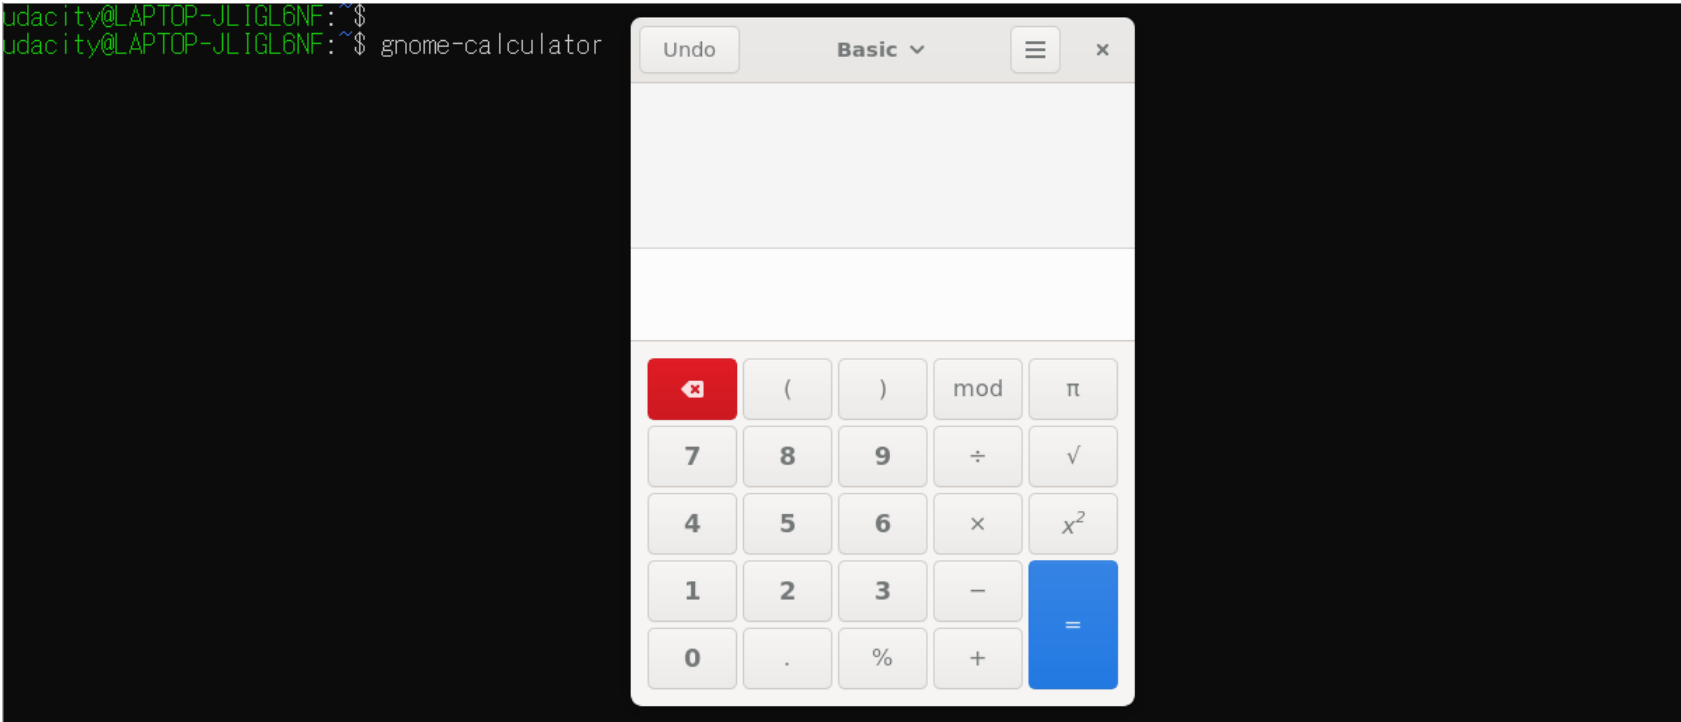 udacity@LAPTOP-JLIGL6NF:~$
udacity@LAPTOP-JLIGL6NF:~$ gnome-calculator
Undo Basic
( ) mod π
7 8 9 ÷ √
4 5 6 × x²
1 2 3 − =
0 . % +